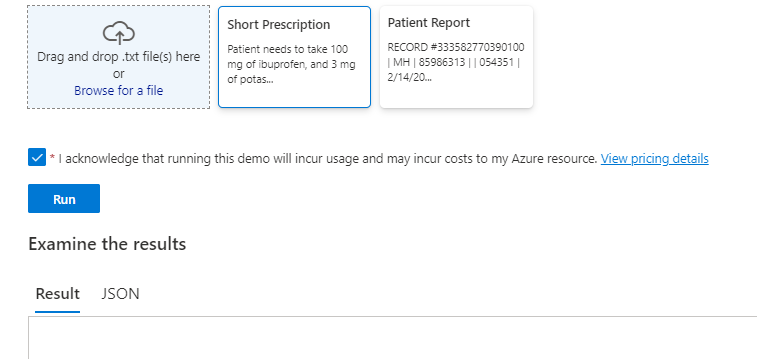 Drag and drop .txt file(s) here
or
Browse for a file
Short Prescription
Patient needs to take 100
mg of ibuprofen, and 3 mg
of potas...
Patient Report
RECORD #333582770390100
| MH | 85986313 | | 054351 |
2/14/20...
* I acknowledge that running this demo will incur usage and may incur costs to my Azure resource. View pricing details
Run
Examine the results
Result JSON